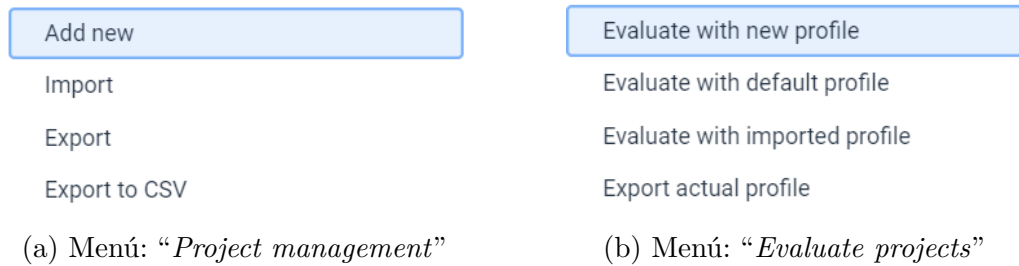 Add new
Import
Export
Export to CSV
(a) Menú: “Project management”
Evaluate with new profile
Evaluate with default profile
Evaluate with imported profile
Export actual profile
(b) Menú: “Evaluate projects”